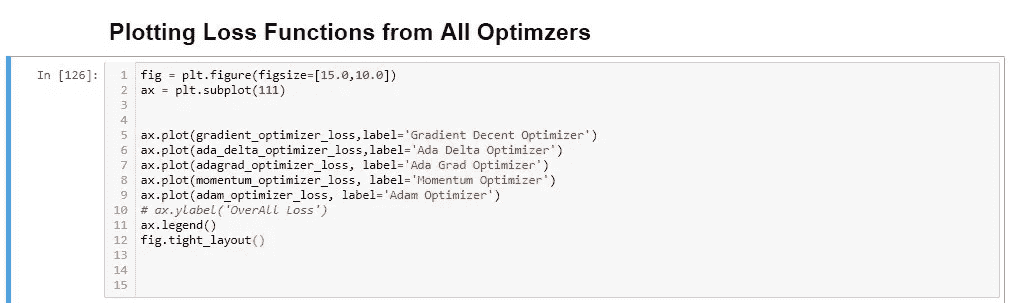 Plotting Loss Functions from All Optimzers
In [126]:
1 fig = plt.figure(figsize=[15.0,10.0])
2 ax = plt.subplot(111)
3
4
5 ax.plot(gradient_optimizer_loss,label='Gradient Decent Optimizer')
6 ax.plot(ada_delta_optimizer_loss,label='Ada Delta Optimizer')
7 ax.plot(adagrad_optimizer_loss, label='Ada Grad Optimizer')
8 ax.plot(momentum_optimizer_loss, label='Momentum Optimizer')
9 ax.plot(adam_optimizer_loss, label='Adam Optimizer')
10 # ax.ylabel('OverAll Loss')
11 ax.legend()
12 fig.tight_layout()
13
14
15